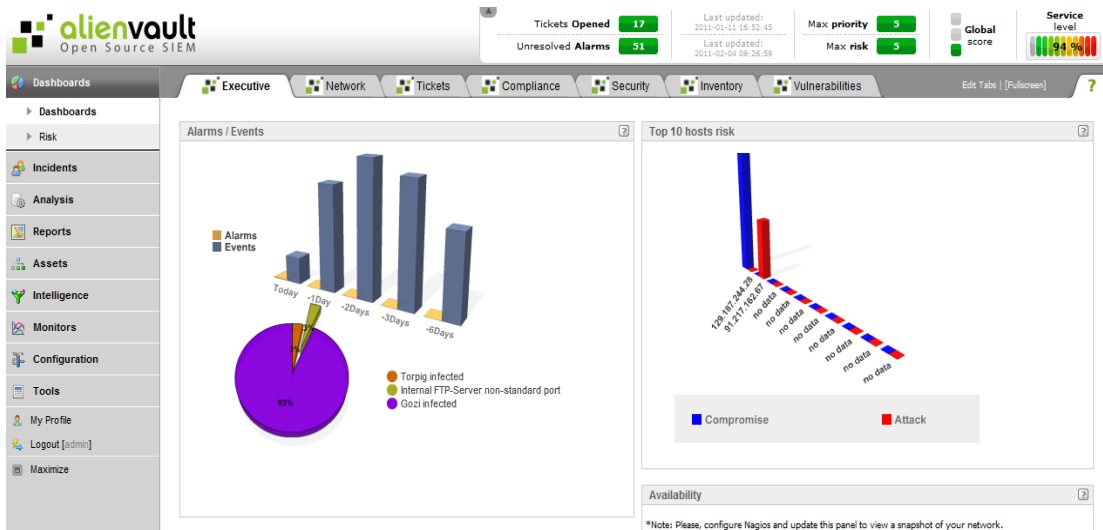 alienvault
Open Source SIEM
Tickets Opened 17
Unresolved Alarms 51
Last updated:
2011-01-11 16:52:45
Last updated:
2011-02-04 09:26:59
Max priority 5
Max risk 5
Global
score
Service
level
94 %
Dashboards
Dashboards
Risk
Incidents
Analysis
Reports
Assets
Intelligence
Monitors
Configuration
Tools
My Profile
Logout [admin]
Maximize
Executive
Network
Tickets
Compliance
Security
Inventory
Vulnerabilities
Edit Tabs | [Fullscreen]
?
Alarms / Events
?
Alarms
Events
Today
-1Day
-2Days
-3Days
-6Days
3%
3%
93%
Torpig infected
Internal FTP-Server non-standard port
Gozi infected
Top 10 hosts risk
?
129.187.244.28
91.217.162.67
no data
no data
no data
no data
no data
no data
no data
no data
Compromise
Attack
Availability
?
*Note: Please, configure Nagios and update this panel to view a snapshot of your network.